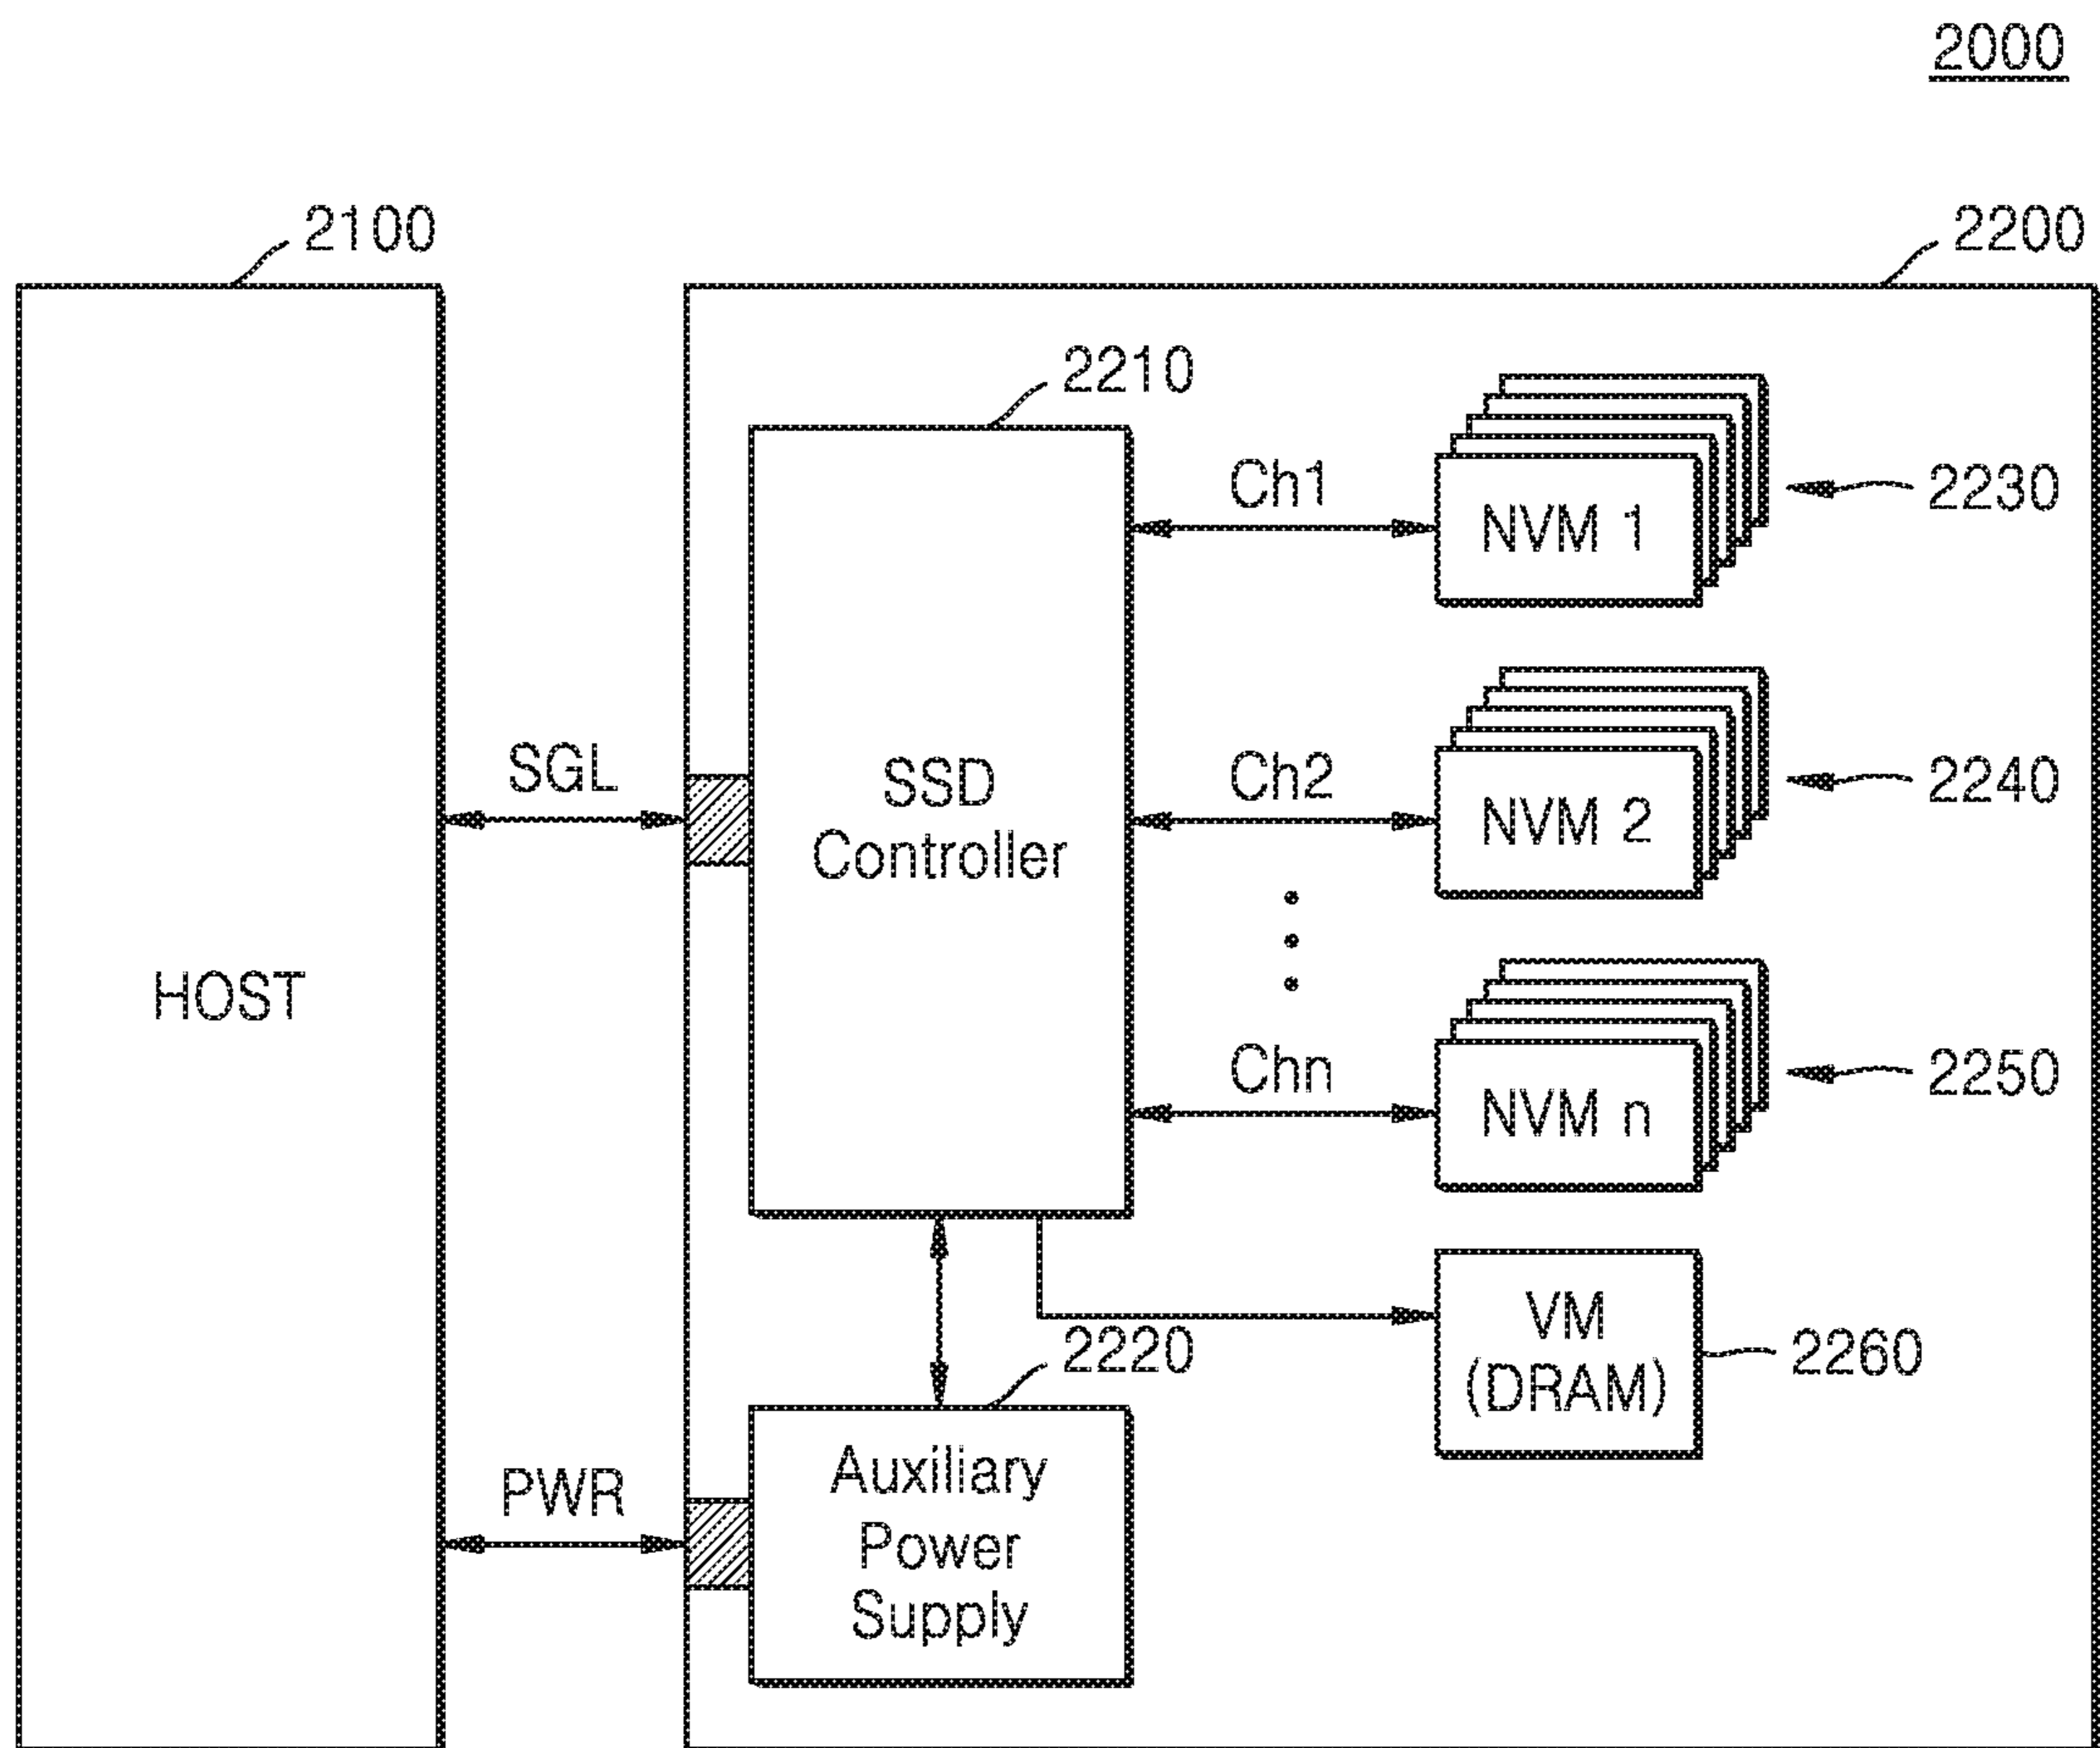 2000
2100
2200
2210
Ch1
NVM 1
2230
SGL
SSD
Controller
Ch2
NVM 2
2240
HOST
Chn
NVM n
2250
VM
(DRAM)
2260
2220
PWR
Auxiliary
Power
Supply